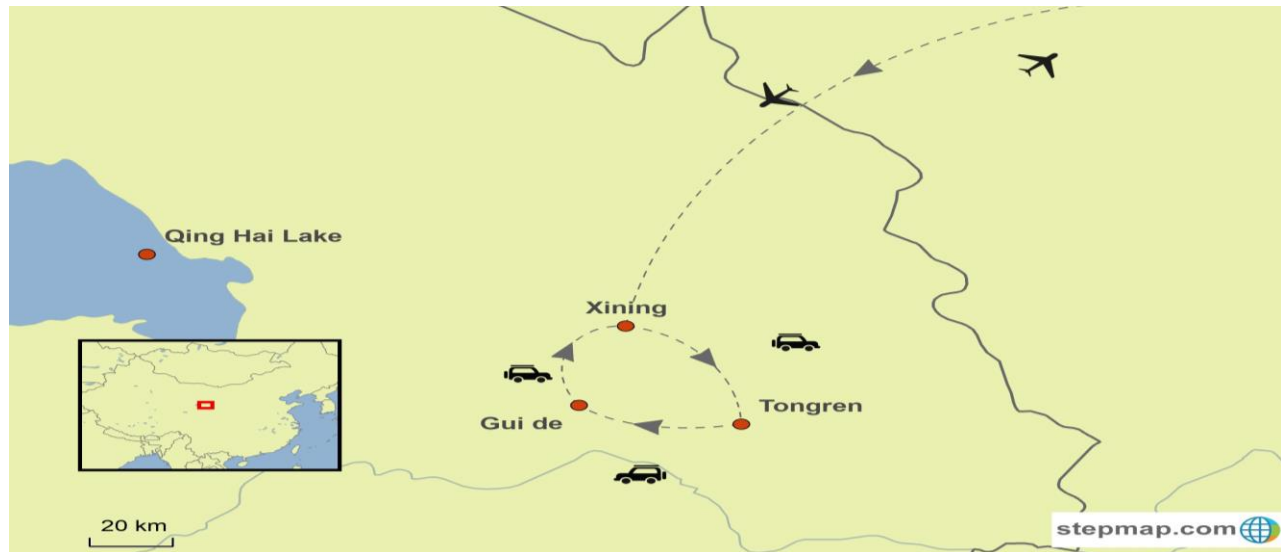 Qing Hai Lake
Xining
Gui de
Tongren
20 km
stepmap.com